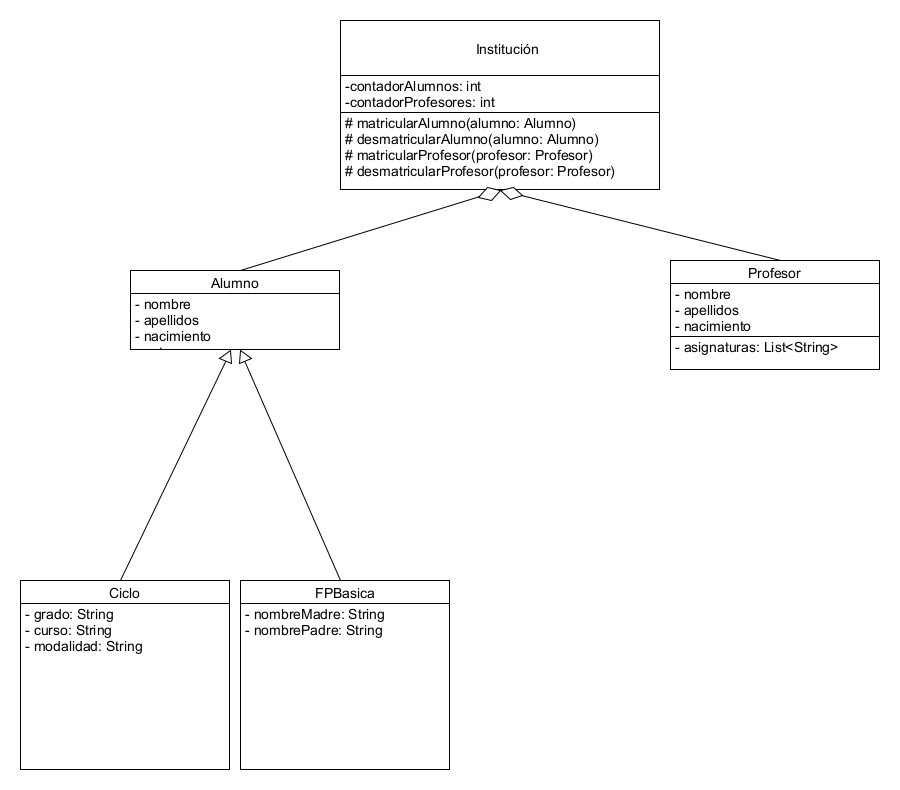 Institución
-contadorAlumnos: int
-contadorProfesores: int
# matricularAlumno(alumno: Alumno)
# desmatricularAlumno(alumno: Alumno)
# matricularProfesor(profesor: Profesor)
# desmatricularProfesor(profesor: Profesor)
Alumno
- nombre
- apellidos
- nacimiento
Profesor
- nombre
- apellidos
- nacimiento
- asignaturas: List<String>
Ciclo
- grado: String
- curso: String
- modalidad: String
FPBasica
- nombreMadre: String
- nombrePadre: String